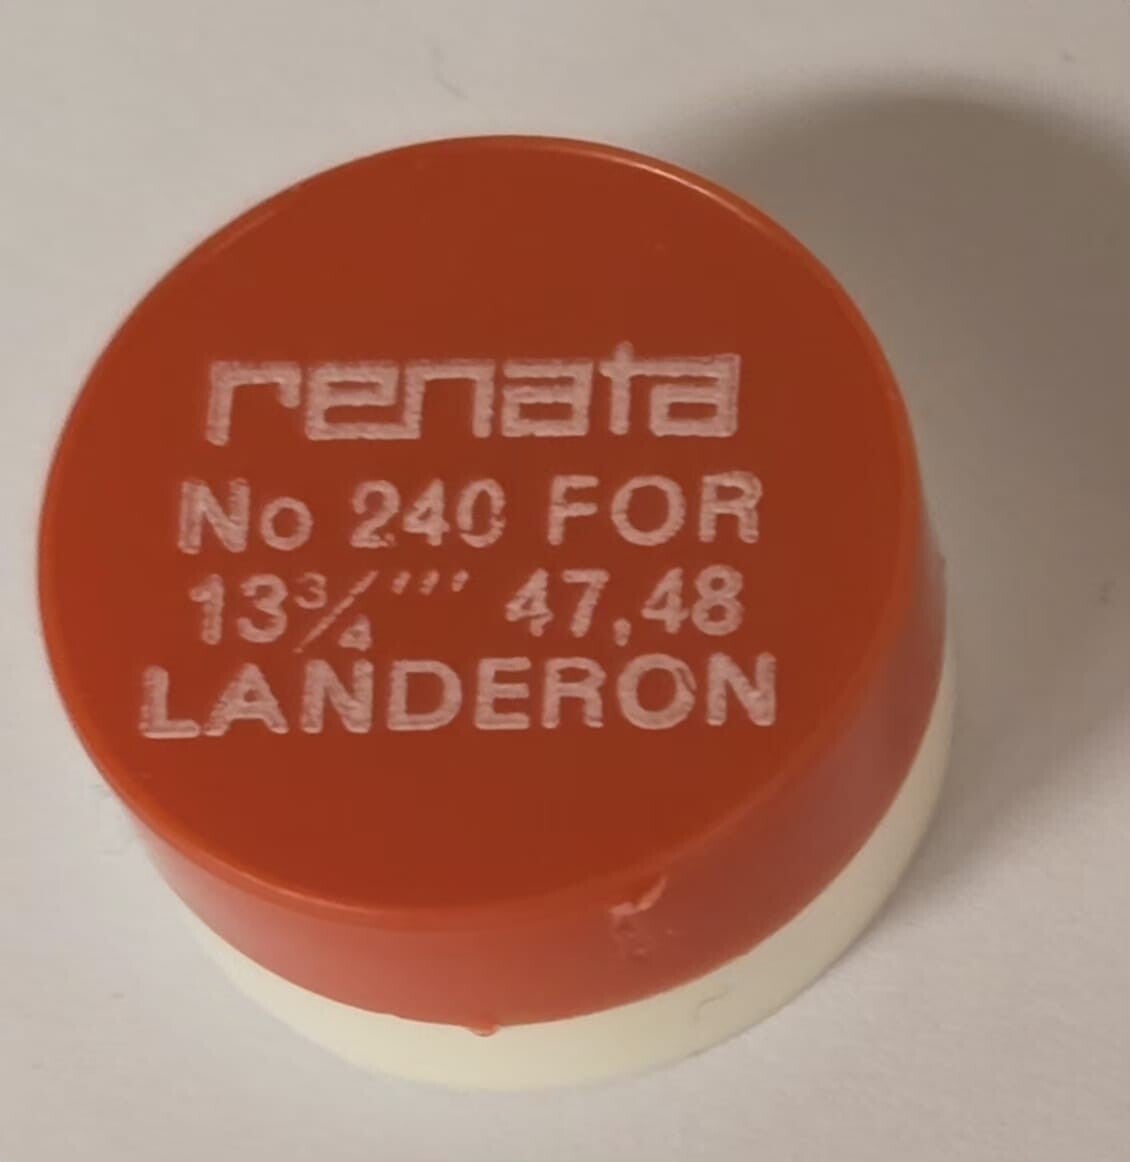 renata
No 240 FOR
13¾''' 47,48
LANDERON